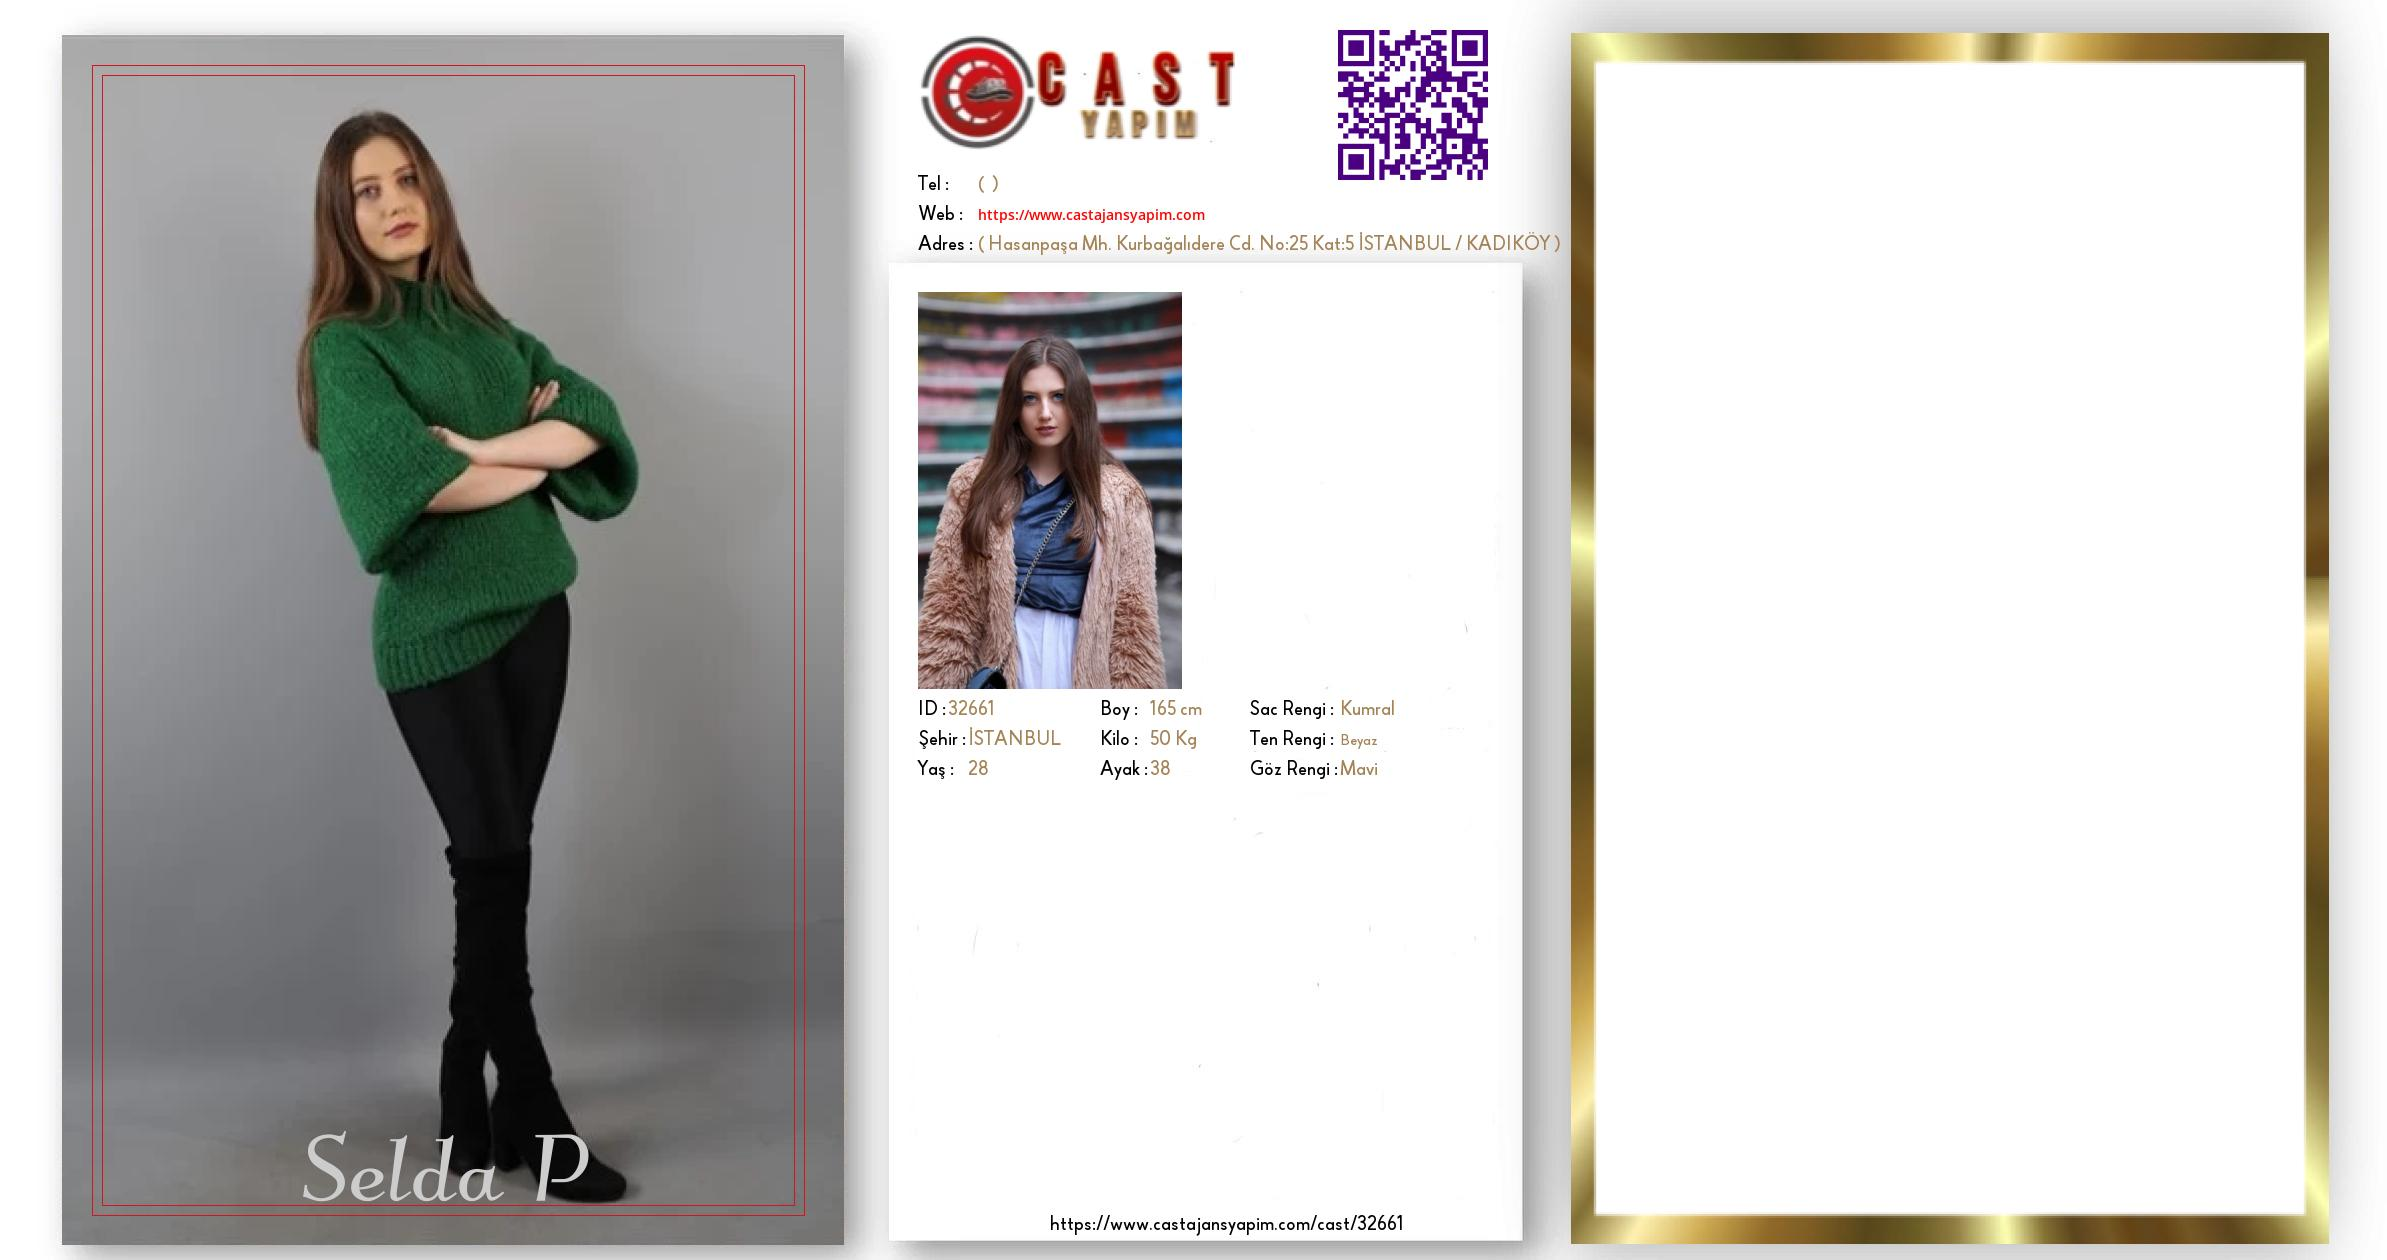 Selda P
CAST
YAPIM
Tel : ( )
Web : https://www.castajansyapim.com
Adres : ( Hasanpaşa Mh. Kurbağalıdere Cd. No:25 Kat:5 İSTANBUL / KADIKÖY )
ID : 32661 Boy : 165 cm Sac Rengi : Kumral
Şehir : İSTANBUL Kilo : 50 Kg Ten Rengi : Beyaz
Yaş : 28 Ayak : 38 Göz Rengi : Mavi
https://www.castajansyapim.com/cast/32661